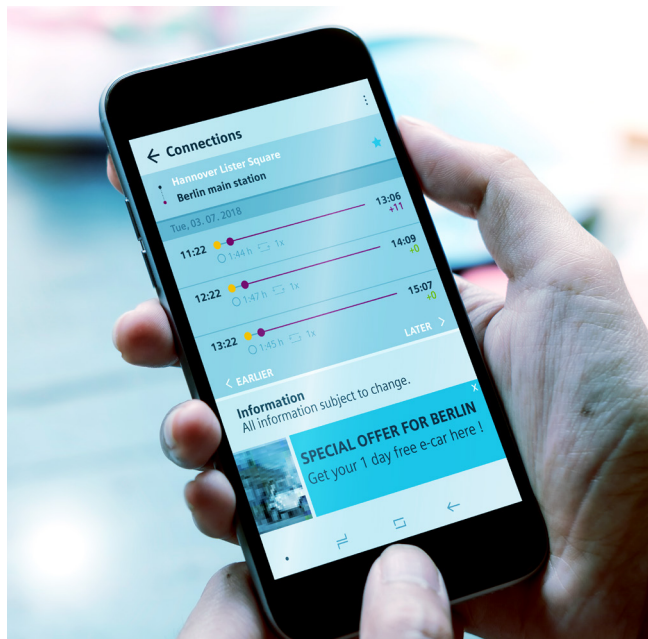 ← Connections
Hannover Lister Square
Berlin main station
Tue, 03. 07. 2018
11:22 13:06
+11
1:44 h 1x
12:22 14:09
+0
1:47 h 1x
13:22 15:07
+0
1:45 h 1x
< EARLIER LATER >
Information
All information subject to change.
x
SPECIAL OFFER FOR BERLIN
Get your 1 day free e-car here !